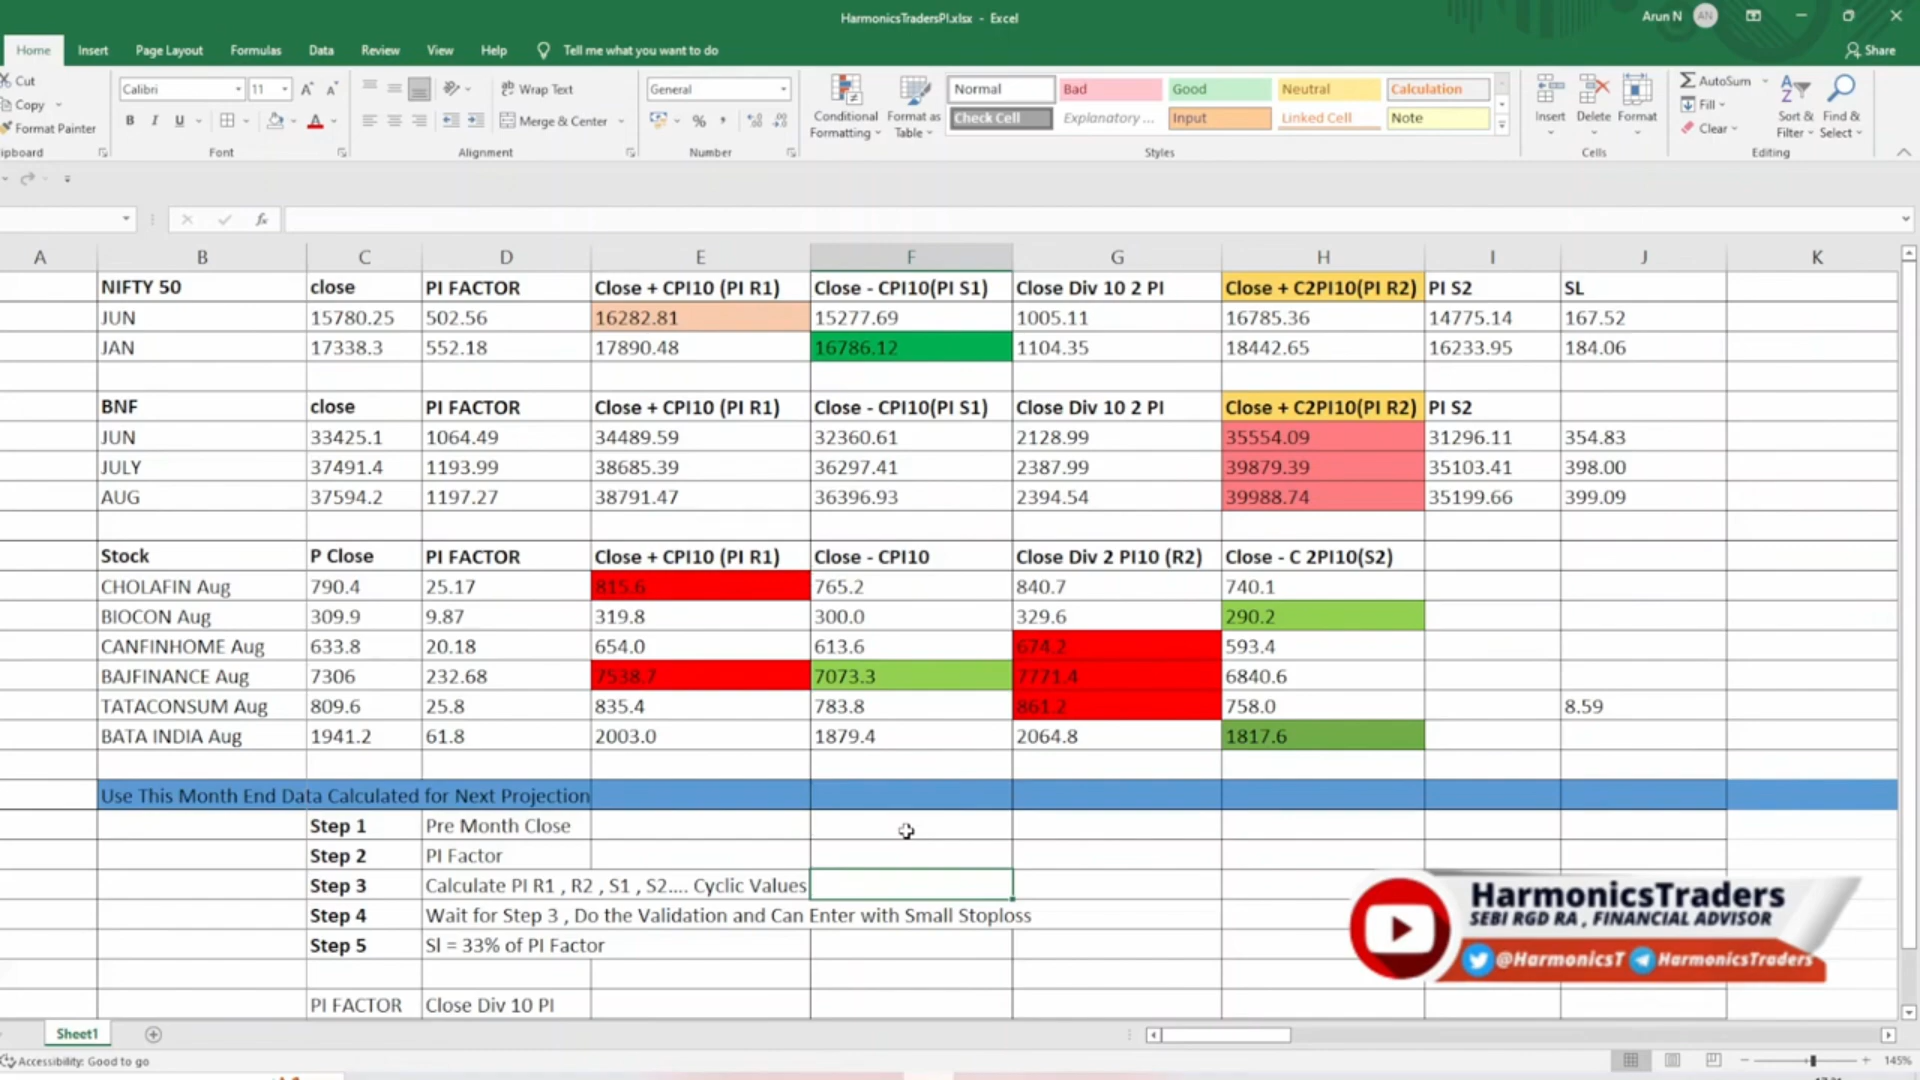 HarmonicsTradersPI.xlsx - Excel
Arun N AN
Home Insert Page Layout Formulas Data Review View Help Tell me what you want to do Share
Cut
Copy
Format Painter
Calibri 11
B I U
Wrap Text
Merge & Center
General
%
Conditional Formatting
Format as Table
Normal Bad Good Neutral Calculation
Check Cell Explanatory ... Input Linked Cell Note
Insert Delete Format
AutoSum
Fill
Clear
Sort & Filter
Find & Select
ipboard Font Alignment Number Styles Cells Editing
fx
A B C D E F G H I J K
NIFTY 50 close PI FACTOR Close + CPI10 (PI R1) Close - CPI10(PI S1) Close Div 10 2 PI Close + C2PI10(PI R2) PI S2 SL
JUN 15780.25 502.56 16282.81 15277.69 1005.11 16785.36 14775.14 167.52
JAN 17338.3 552.18 17890.48 16786.12 1104.35 18442.65 16233.95 184.06
BNF close PI FACTOR Close + CPI10 (PI R1) Close - CPI10(PI S1) Close Div 10 2 PI Close + C2PI10(PI R2) PI S2
JUN 33425.1 1064.49 34489.59 32360.61 2128.99 35554.09 31296.11 354.83
JULY 37491.4 1193.99 38685.39 36297.41 2387.99 39879.39 35103.41 398.00
AUG 37594.2 1197.27 38791.47 36396.93 2394.54 39988.74 35199.66 399.09
Stock P Close PI FACTOR Close + CPI10 (PI R1) Close - CPI10 Close Div 2 PI10 (R2) Close - C 2PI10(S2)
CHOLAFIN Aug 790.4 25.17 815.6 765.2 840.7 740.1
BIOCON Aug 309.9 9.87 319.8 300.0 329.6 290.2
CANFINHOME Aug 633.8 20.18 654.0 613.6 674.2 593.4
BAJFINANCE Aug 7306 232.68 7538.7 7073.3 7771.4 6840.6
TATACONSUM Aug 809.6 25.8 835.4 783.8 861.2 758.0 8.59
BATA INDIA Aug 1941.2 61.8 2003.0 1879.4 2064.8 1817.6
Use This Month End Data Calculated for Next Projection
Step 1 Pre Month Close
Step 2 PI Factor
Step 3 Calculate PI R1 , R2 , S1 , S2.... Cyclic Values
Step 4 Wait for Step 3 , Do the Validation and Can Enter with Small Stoploss
Step 5 Sl = 33% of PI Factor
PI FACTOR Close Div 10 PI
HarmonicsTraders
SEBI RGD RA , FINANCIAL ADVISOR
@HarmonicsT HarmonicsTraders
Sheet1
Accessibility: Good to go
145%